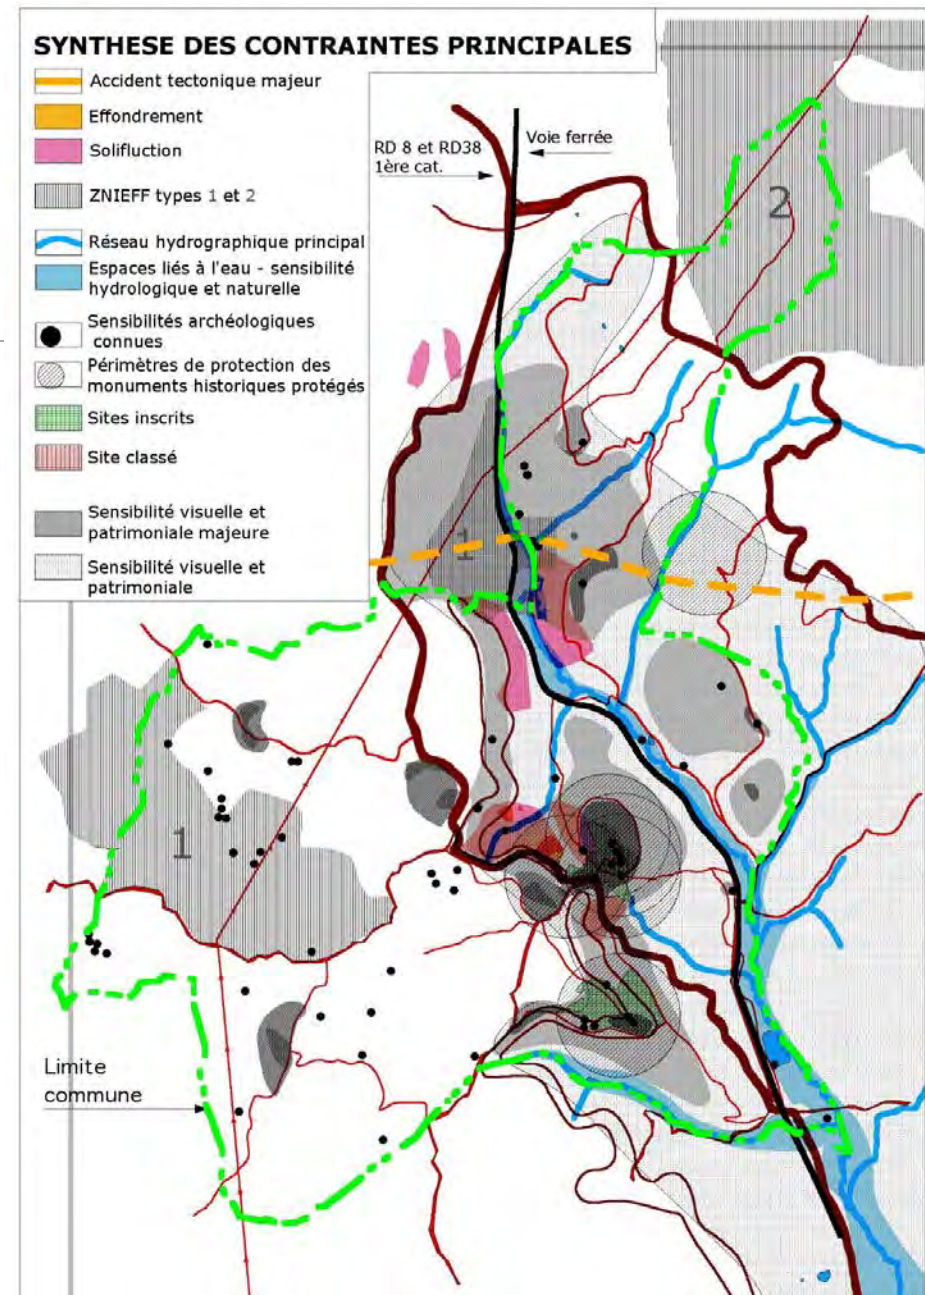 SYNTHESE DES CONTRAINTES PRINCIPALES
Accident tectonique majeur
Effondrement
Solifluction
ZNIEFF types 1 et 2
Réseau hydrographique principal
Espaces liés à l'eau - sensibilité
hydrologique et naturelle
Sensibilités archéologiques
connues
Périmètres de protection des
monuments historiques protégés
Sites inscrits
Site classé
Sensibilité visuelle et
patrimoniale majeure
Sensibilité visuelle et
patrimoniale
RD 8 et RD38
1ère cat.
Voie ferrée
2
1
1
Limite
commune